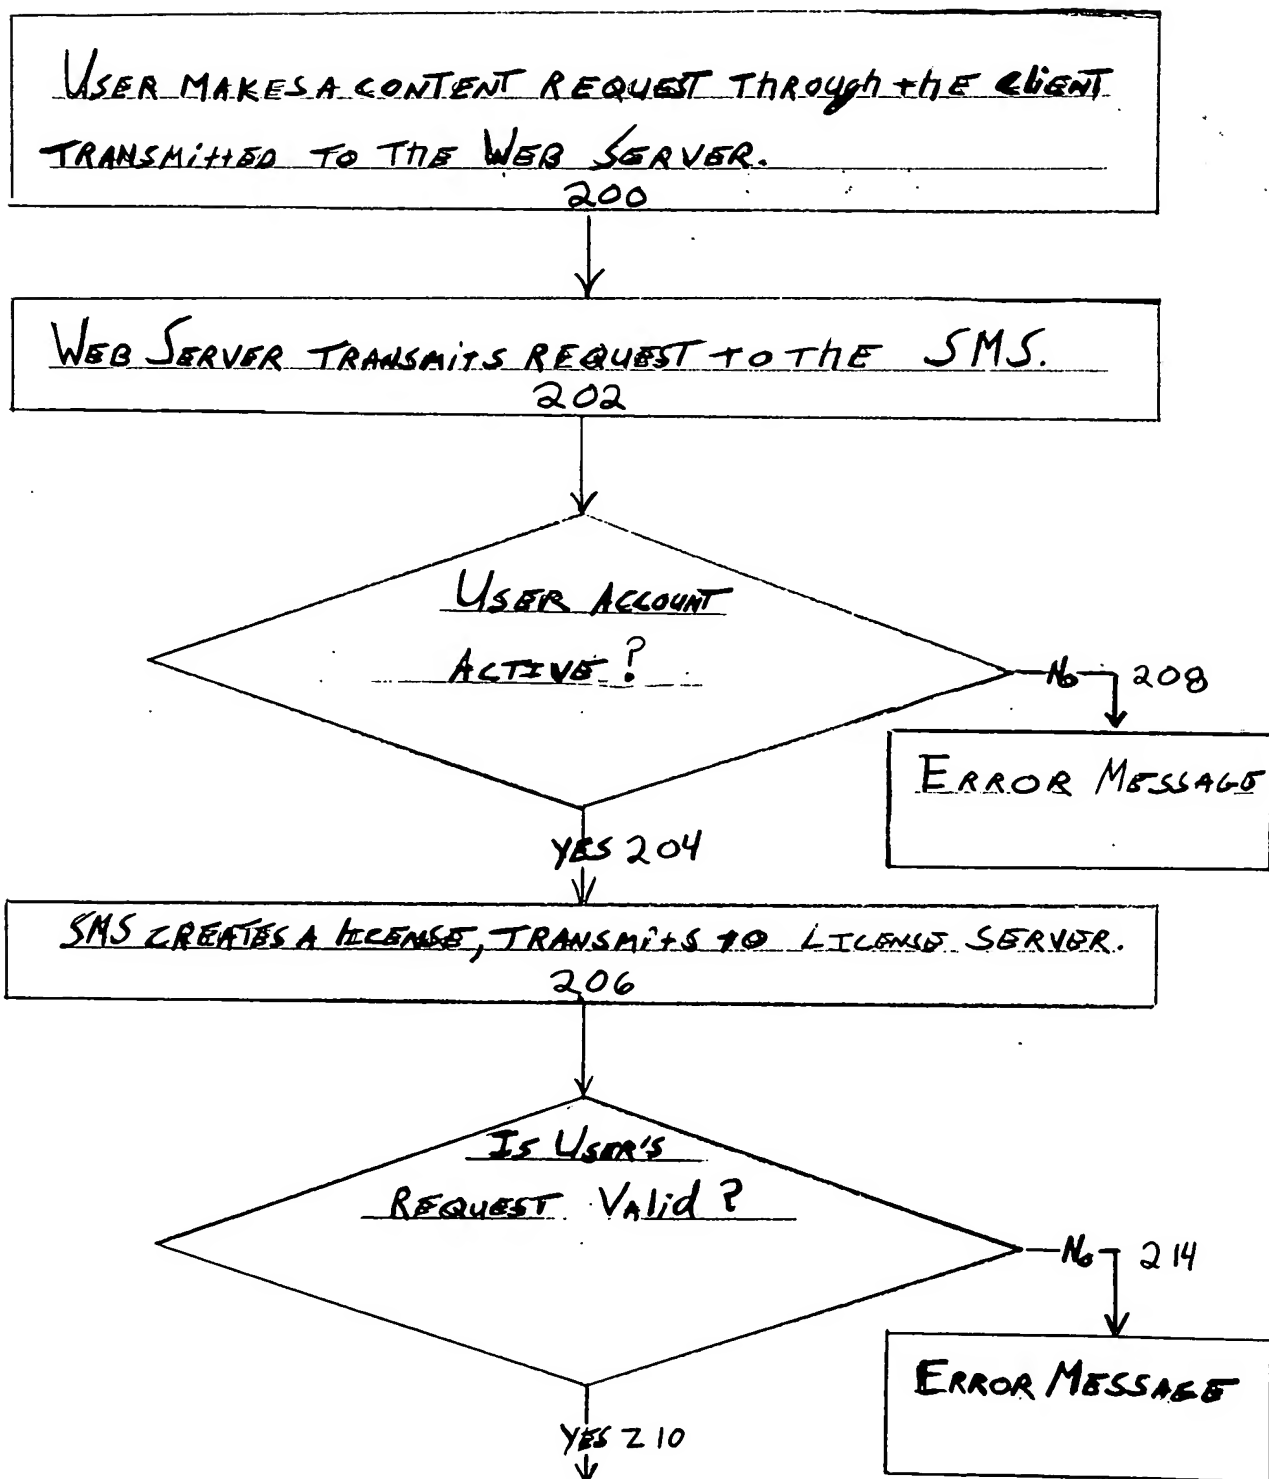 USER MAKES A CONTENT REQUEST Through thE CliENT
TRANSMittED TO ThE WEB SERVER.
200
WEB SERVER TRANSMitS REQUEST to thE SMS.
202
USER ACCOUNT
ACTIVE?
No 208
ERROR MESSAGE
YES 204
SMS CREATES A LICENSE, TRANSMitS tO LICENSE SERVER.
206
IS USER'S
REQUEST VAlid?
No 214
ERROR MESSAGE
YES 210